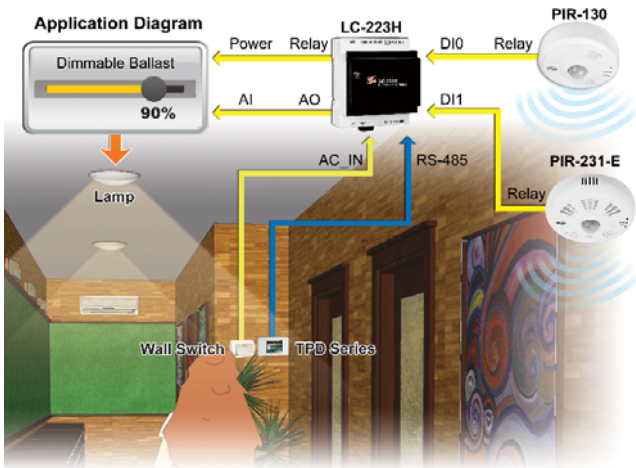 Application Diagram
LC-223H
PIR-130
Power Relay
DI0 Relay
Dimmable Ballast
AI AO
90%
DI1
AC_IN
RS-485
PIR-231-E
Relay
Lamp
Wall Switch
TPD Series